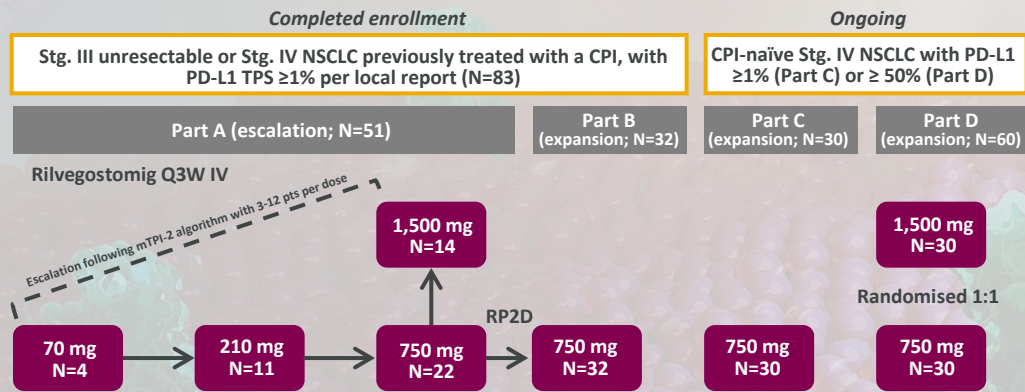 Completed enrollment
Ongoing
Stg. III unresectable or Stg. IV NSCLC previously treated with a CPI, with
PD-L1 TPS ≥1% per local report (N=83)
CPI-naïve Stg. IV NSCLC with PD-L1
≥1% (Part C) or ≥ 50% (Part D)
Part A (escalation; N=51)
Part B
(expansion; N=32)
Part C
(expansion; N=30)
Part D
(expansion; N=60)
Rilvegostomig Q3W IV
Escalation following mTPI-2 algorithm with 3-12 pts per dose
1,500 mg
N=14
1,500 mg
N=30
Randomised 1:1
RP2D
70 mg
N=4
210 mg
N=11
750 mg
N=22
750 mg
N=32
750 mg
N=30
750 mg
N=30